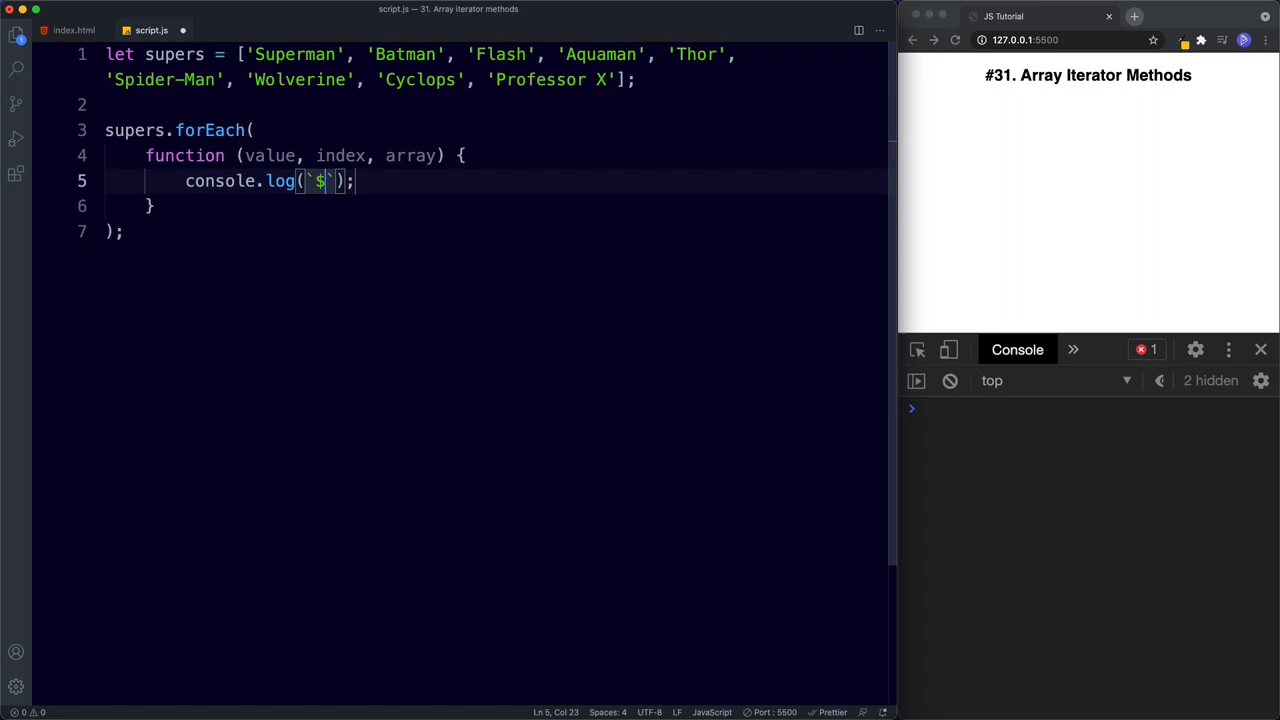 31. Array iterator methods
JS Tutorial
index.html
script.js
127.0.0.1:5500
1 let supers = ['Superman', 'Batman', 'Flash', 'Aquaman', 'Thor',
'Spider-Man', 'Wolverine', 'Cyclops', 'Professor X'];
2
3 supers.forEach(
4 function (value, index, array) {
5 console.log(`$`);
6 }
7 );
#31. Array Iterator Methods
Console
1
top
2 hidden
1
0 0
Ln 5, Col 23
Spaces: 4
UTF-8
LF
JavaScript
Port : 5500
Prettier